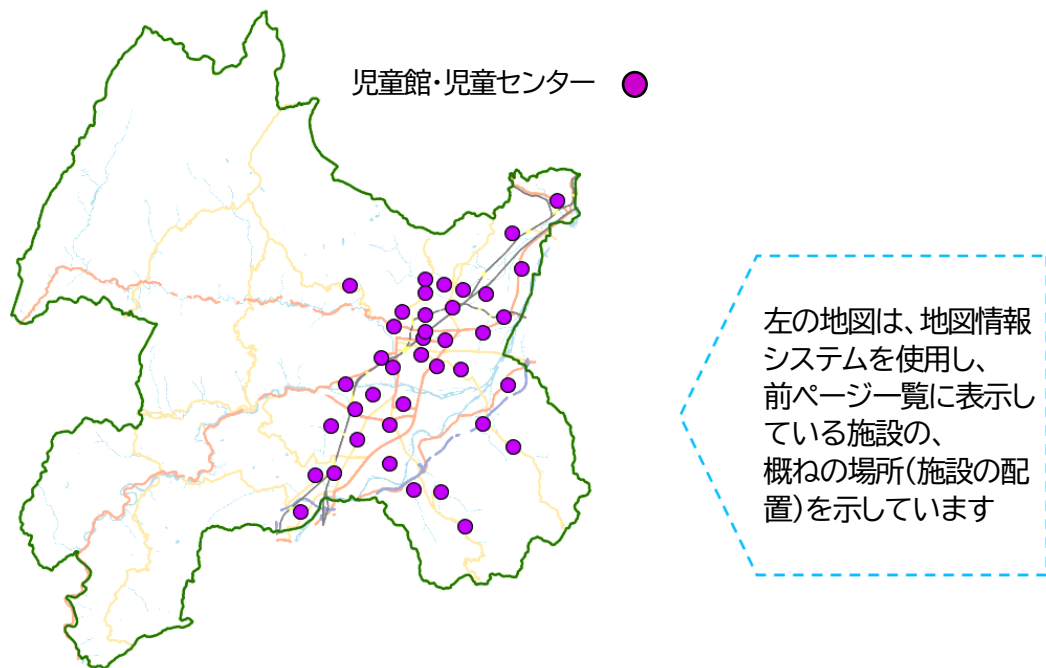 児童館・児童センター
左の地図は、地図情報
システムを使用し、
前ページ一覧に表示し
ている施設の、
概ねの場所(施設の配
置)を示しています